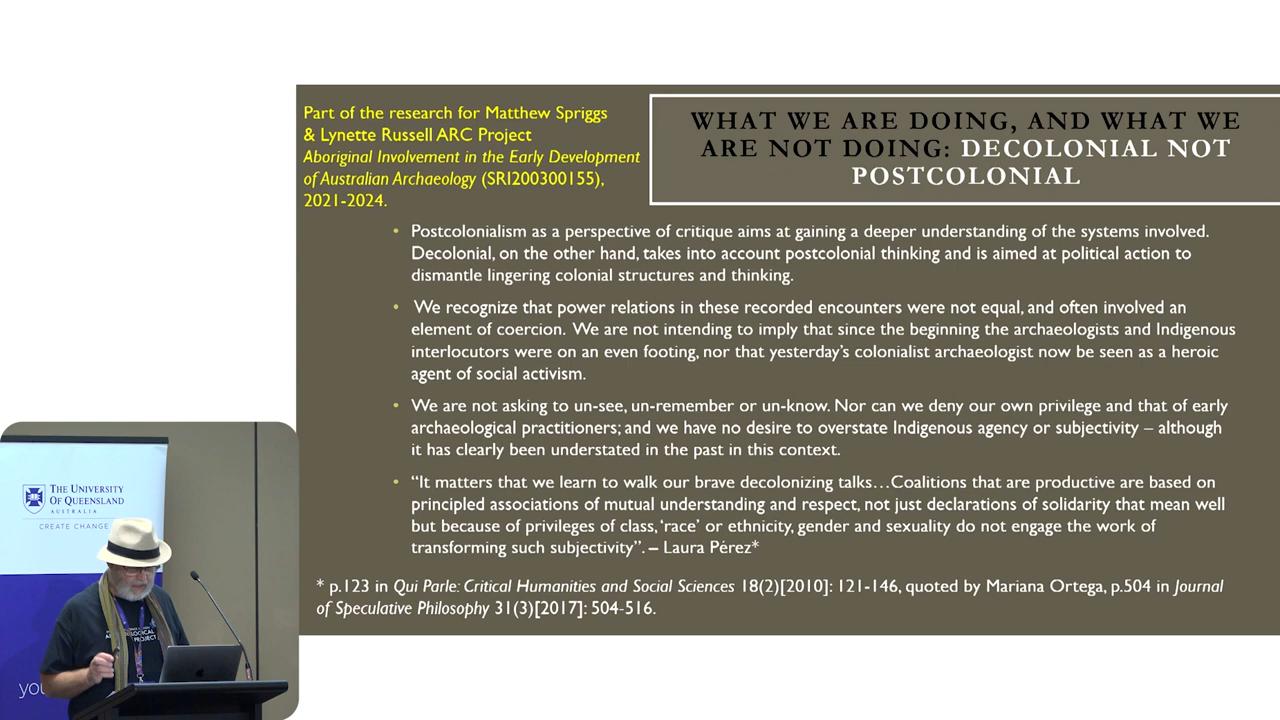 Part of the research for Matthew Spriggs
& Lynette Russell ARC Project
Aboriginal Involvement in the Early Development
of Australian Archaeology (SRI200300155),
2021-2024.
WHAT WE ARE DOING, AND WHAT WE
ARE NOT DOING: DECOLONIAL NOT
POSTCOLONIAL
• Postcolonialism as a perspective of critique aims at gaining a deeper understanding of the systems involved.
Decolonial, on the other hand, takes into account postcolonial thinking and is aimed at political action to
dismantle lingering colonial structures and thinking.
• We recognize that power relations in these recorded encounters were not equal, and often involved an
element of coercion. We are not intending to imply that since the beginning the archaeologists and Indigenous
interlocutors were on an even footing, nor that yesterday's colonialist archaeologist now be seen as a heroic
agent of social activism.
• We are not asking to un-see, un-remember or un-know. Nor can we deny our own privilege and that of early
archaeological practitioners; and we have no desire to overstate Indigenous agency or subjectivity – although
it has clearly been understated in the past in this context.
• “It matters that we learn to walk our brave decolonizing talks…Coalitions that are productive are based on
principled associations of mutual understanding and respect, not just declarations of solidarity that mean well
but because of privileges of class, ‘race’ or ethnicity, gender and sexuality do not engage the work of
transforming such subjectivity”. – Laura Pėrez*
* p.123 in Qui Parle: Critical Humanities and Social Sciences 18(2)[2010]: 121-146, quoted by Mariana Ortega, p.504 in Journal
of Speculative Philosophy 31(3)[2017]: 504-516.
THE UNIVERSITY
OF QUEENSLAND
AUSTRALIA
CREATE CHANGE
PROJECT